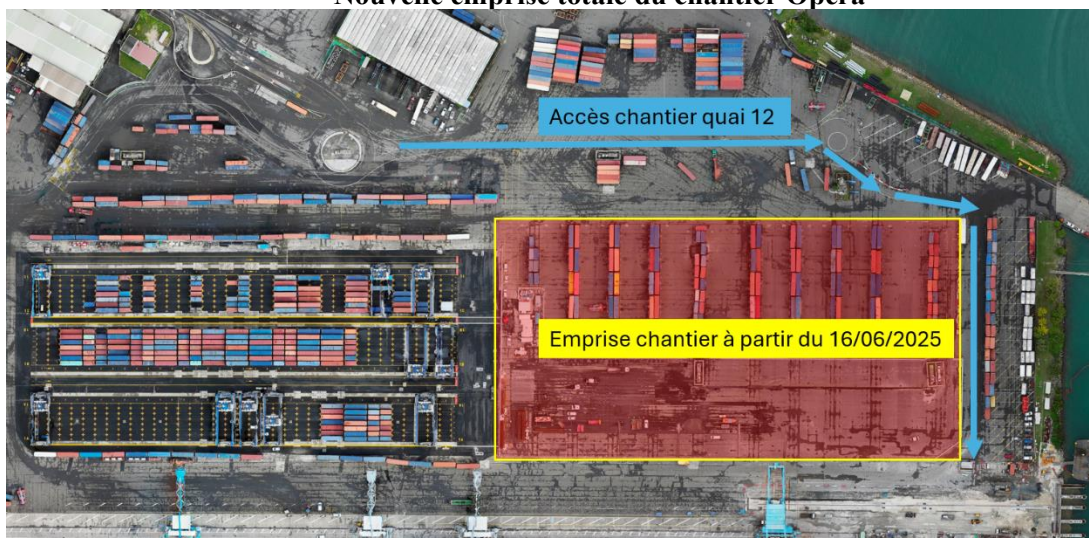 Nouvelle emprise totale du chantier Opéra
Accès chantier quai 12
Emprise chantier à partir du 16/06/2025